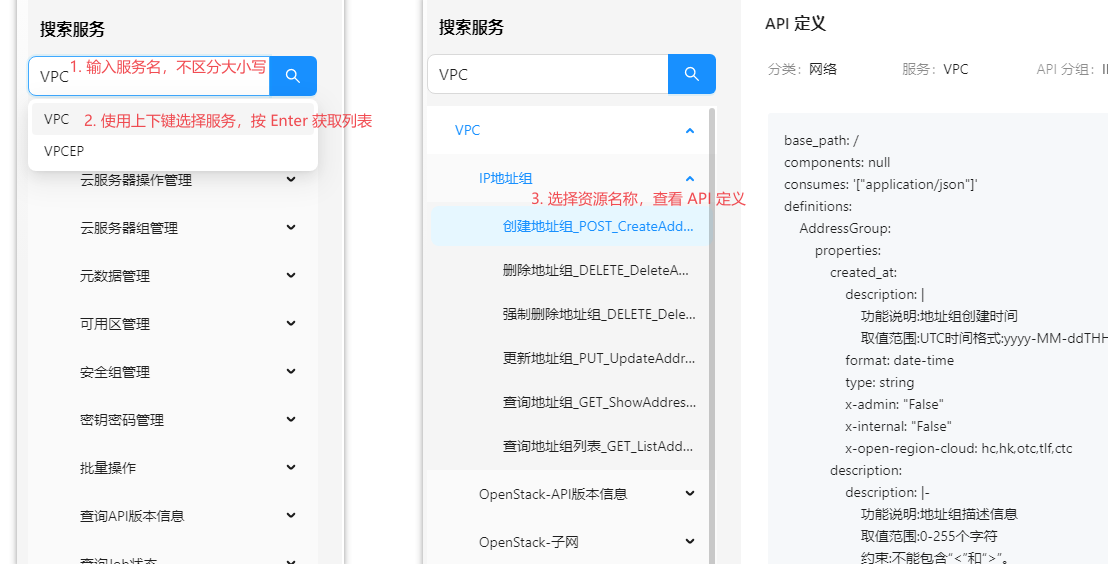 搜索服务
VPC
1. 输入服务名，不区分大小写
VPC
2. 使用上下键选择服务，按 Enter 获取列表
VPCEP
云服务器操作管理
云服务器组管理
元数据管理
可用区管理
安全组管理
密钥密码管理
批量操作
查询API版本信息
查询Job状态
搜索服务
VPC
VPC
IP地址组
3. 选择资源名称，查看 API 定义
创建地址组_POST_CreateAdd...
删除地址组_DELETE_DeleteA...
强制删除地址组_DELETE_Dele...
更新地址组_PUT_UpdateAddr...
查询地址组_GET_ShowAddres...
查询地址组列表_GET_ListAdd...
OpenStack-API版本信息
OpenStack-子网
API 定义
分类：网络
服务：VPC
API 分组：
base_path: /
components: null
consumes: '["application/json"]'
definitions:
AddressGroup:
properties:
created_at:
description: |
功能说明:地址组创建时间
取值范围:UTC时间格式:yyyy-MM-ddTHH
format: date-time
type: string
x-admin: "False"
x-internal: "False"
x-open-region-cloud: hc,hk,otc,tlf,ctc
description:
description: |-
功能说明:地址组描述信息
取值范围:0-255个字符
约束:不能包含“<”和“>”。